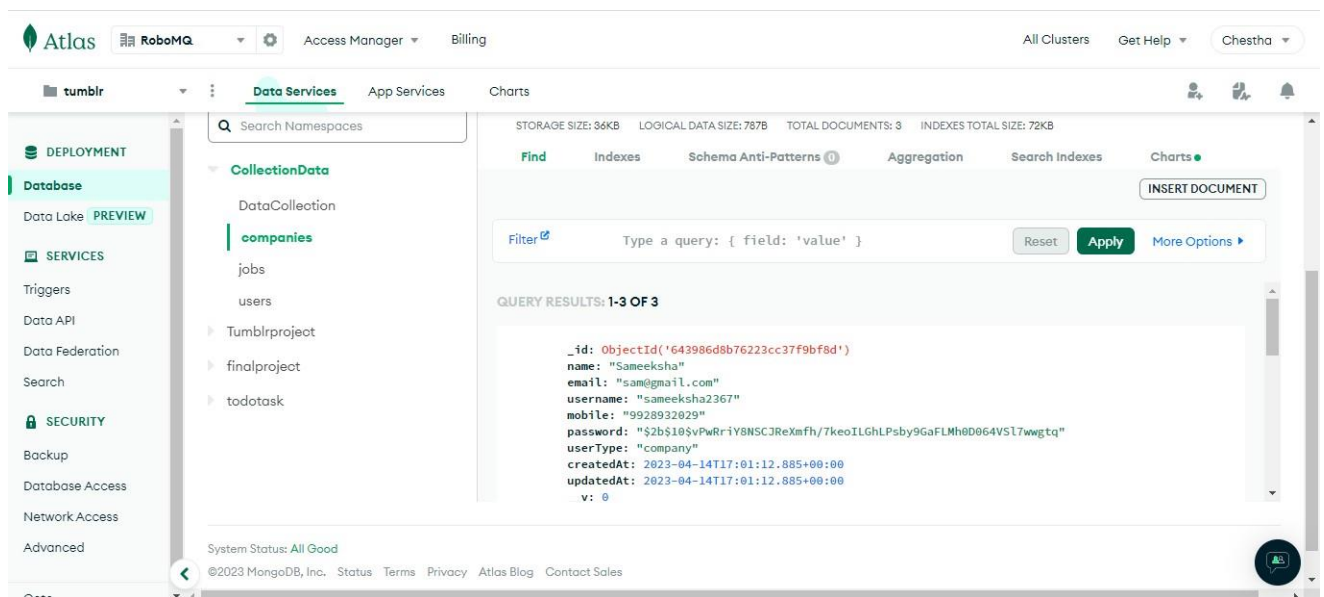 Atlas RoboMQ Access Manager Billing All Clusters Get Help Chestha
tumblr Data Services App Services Charts
DEPLOYMENT
Database
Data Lake PREVIEW
SERVICES
Triggers
Data API
Data Federation
Search
SECURITY
Backup
Database Access
Network Access
Advanced
Search Namespaces
CollectionData
DataCollection
companies
jobs
users
Tumblrproject
finalproject
todotask
STORAGE SIZE: 36KB LOGICAL DATA SIZE: 787B TOTAL DOCUMENTS: 3 INDEXES TOTAL SIZE: 72KB
Find Indexes Schema Anti-Patterns 0 Aggregation Search Indexes Charts
INSERT DOCUMENT
Filter Type a query: { field: 'value' } Reset Apply More Options
QUERY RESULTS: 1-3 OF 3
_id: ObjectId('643986d8b76223cc37f9bf8d')
name: "Sameeksha"
email: "sam@gmail.com"
username: "sameeksha2367"
mobile: "9928932029"
password: "$2b$10$vPwRriY8NSCJReXmfh/7keoILGhLPsby9GaFLMh0D064VSl7wwgtq"
userType: "company"
createdAt: 2023-04-14T17:01:12.885+00:00
updatedAt: 2023-04-14T17:01:12.885+00:00
__v: 0
System Status: All Good
©2023 MongoDB, Inc. Status Terms Privacy Atlas Blog Contact Sales